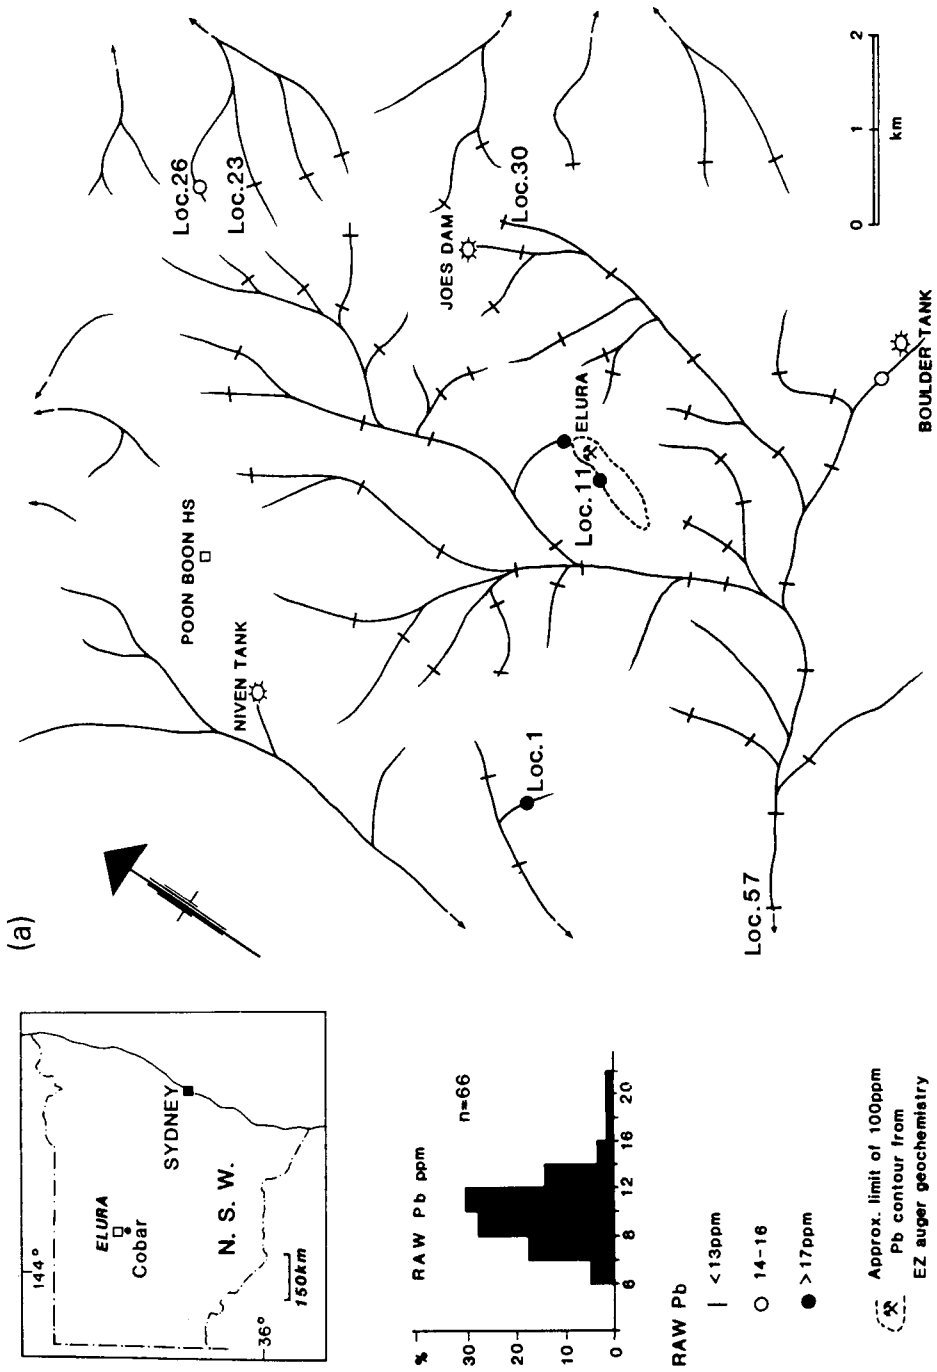 (a)
144°
ELURA
Cobar
SYDNEY
N. S. W.
150km
36°
RAW Pb ppm
n=66
%
30
20
10
0
6
8
12
16
20
RAW Pb
<13ppm
14-16
>17ppm
Approx. limit of 100ppm
Pb contour from
EZ auger geochemistry
POON BOON HS
NIVEN TANK
Loc.26
Loc.23
JOES DAM
Loc.30
ELURA
Loc.11
Loc.1
Loc.57
BOULDER TANK
0
1
2
km